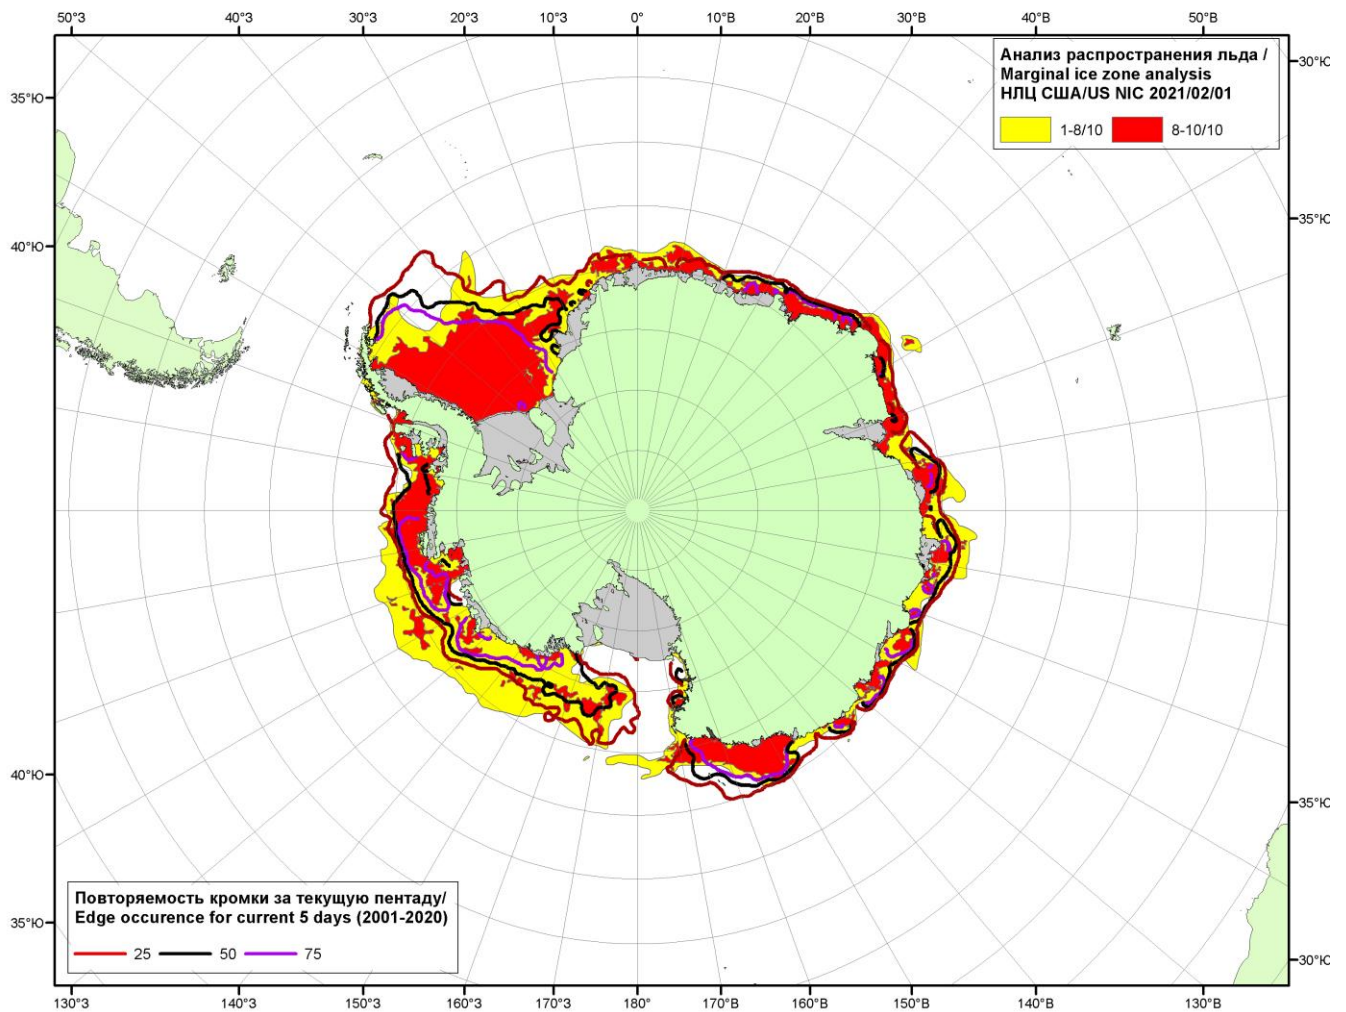 50°З 40°З 30°З 20°З 10°З 0° 10°В 20°В 30°В 40°В 50°В
Анализ распространения льда /
Marginal ice zone analysis
НЛЦ США/US NIC 2021/02/01
1-8/10 8-10/10
30°Ю
35°Ю
35°Ю
40°Ю
40°Ю
35°Ю
Повторяемость кромки за текущую пентаду/
Edge occurence for current 5 days (2001-2020)
25 50 75
35°Ю
30°Ю
130°З 140°З 150°З 160°З 170°З 180° 170°В 160°В 150°В 140°В 130°В